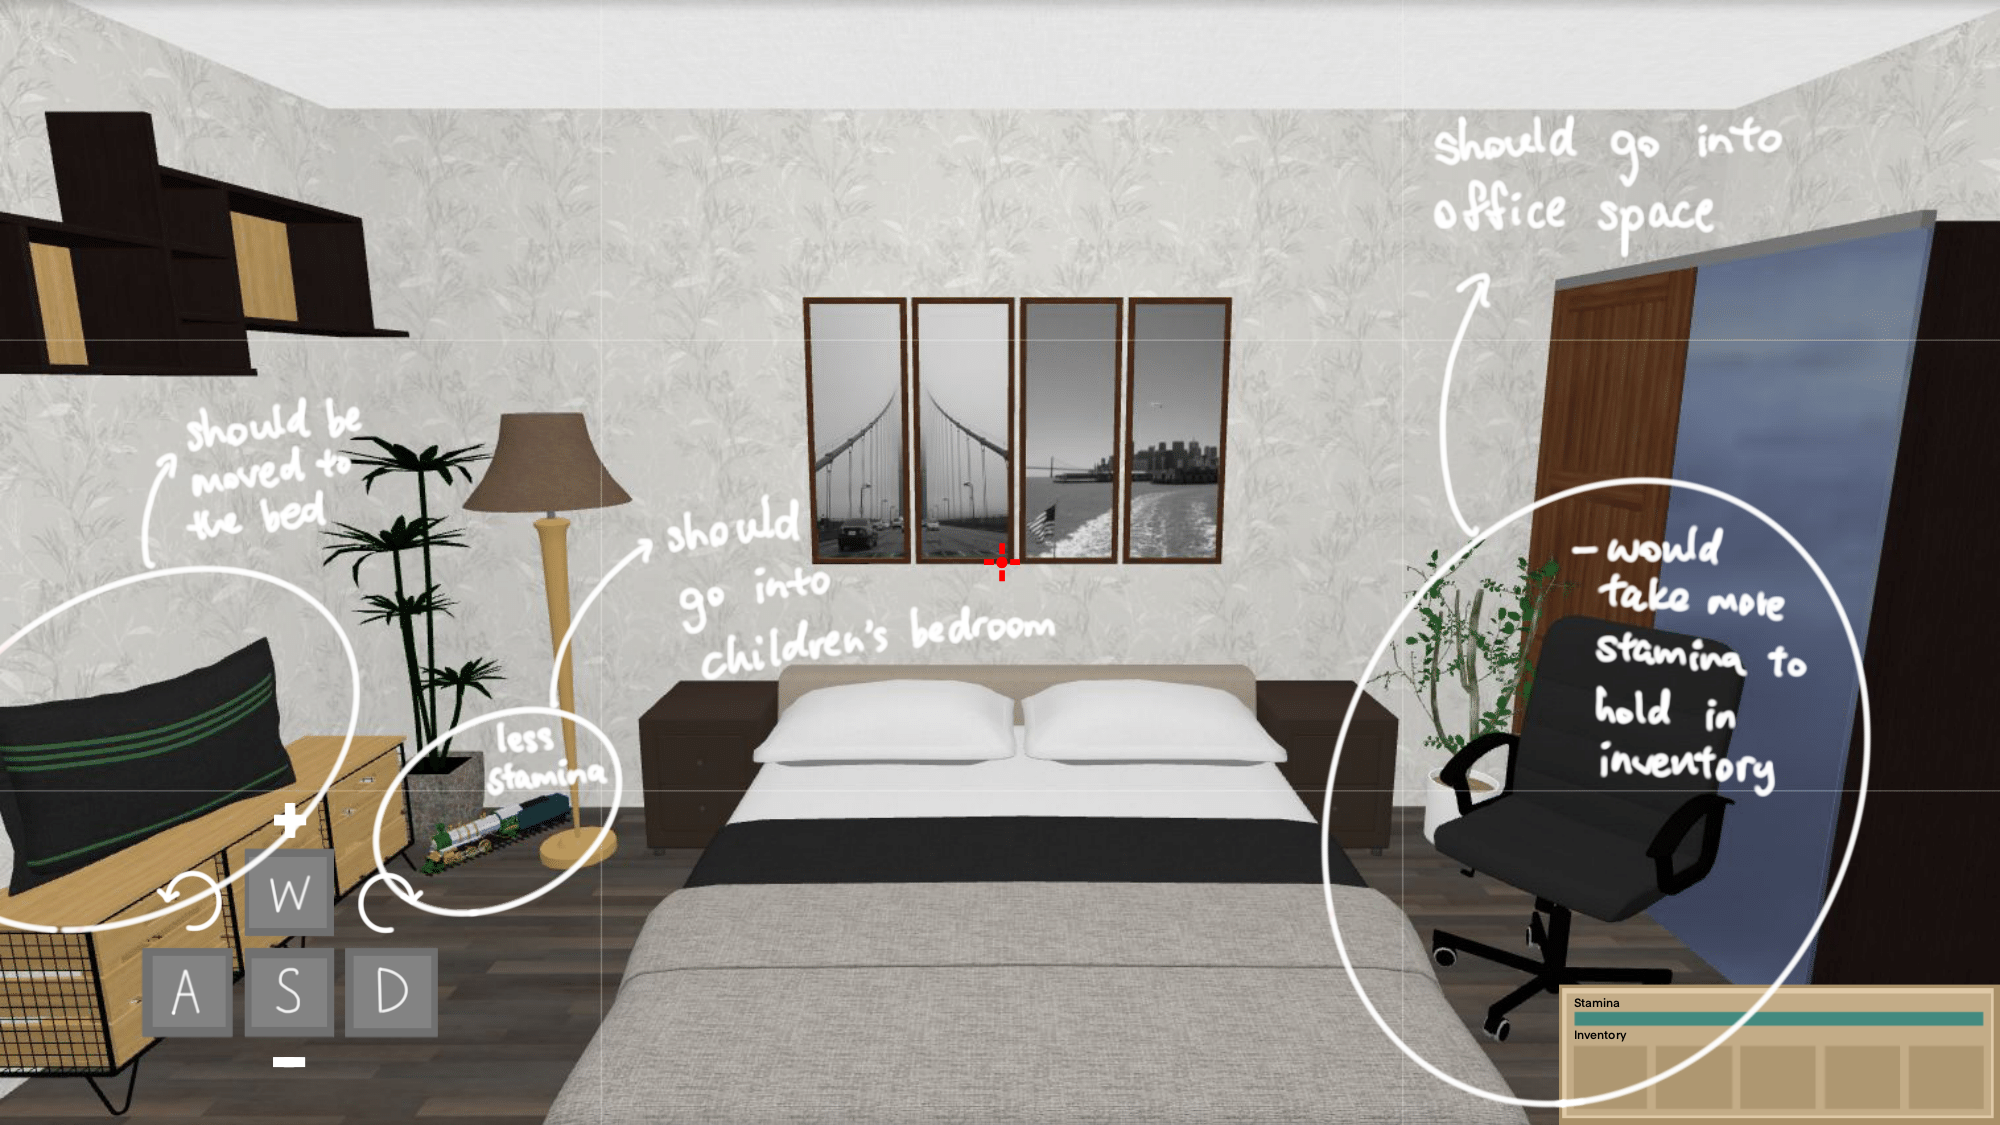 should go into
office space
should be
moved to
the bed
should
go into
children's bedroom
- would
take more
stamina to
hold in
inventory
less
stamina
+
W
A S D
-
Stamina
Inventory